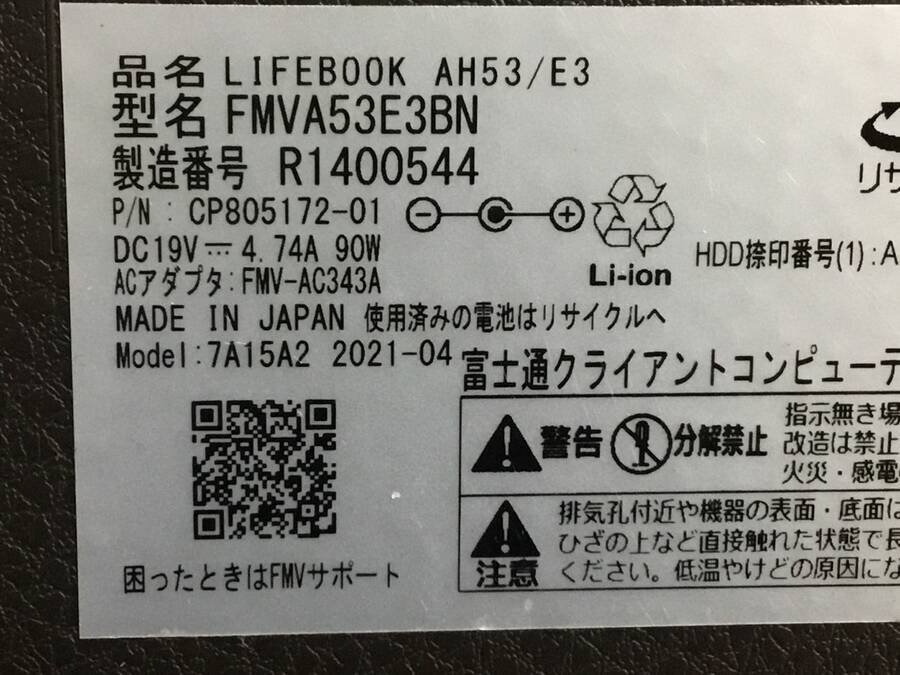 品名 LIFEBOOK AH53/E3
型名 FMVA53E3BN
製造番号 R1400544
P/N : CP805172-01
DC19V⎓ 4.74A 90W
ACアダプタ:FMV-AC343A
Li-ion
リサ
HDD捺印番号(1):A
MADE IN JAPAN 使用済みの電池はリサイクルへ
Model:7A15A2 2021-04
富士通クライアントコンピューテ
警告 分解禁止
指示無き場
改造は禁止
火災・感電の
注意
排気孔付近や機器の表面・底面は
ひざの上など直接触れた状態で長
ください。低温やけどの原因にな
困ったときはFMVサポート